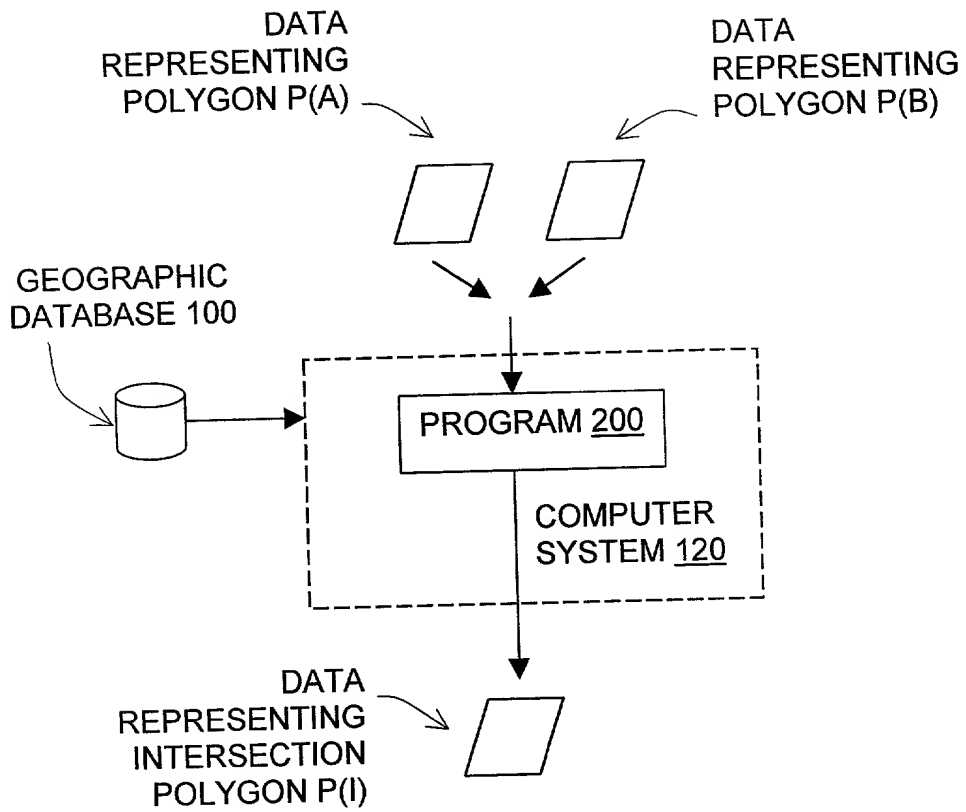 DATA
REPRESENTING
POLYGON P(A)
DATA
REPRESENTING
POLYGON P(B)
GEOGRAPHIC
DATABASE 100
PROGRAM 200
COMPUTER
SYSTEM 120
DATA
REPRESENTING
INTERSECTION
POLYGON P(I)